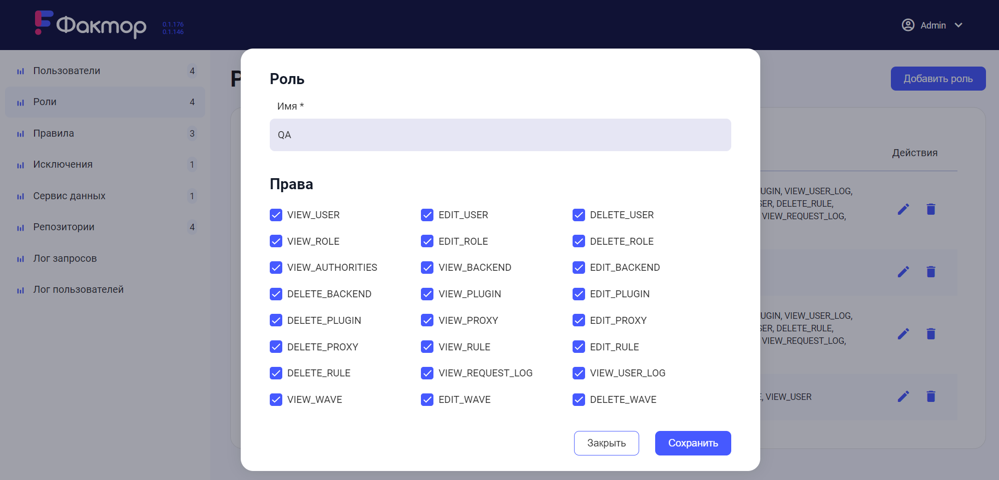 Фактор
0.1.176
0.1.146
Admin
Пользователи 4
Роли 4
Правила 3
Исключения 1
Сервис данных 1
Репозитории 4
Лог запросов
Лог пользователей
Добавить роль
Роль
Имя *
QA
Права
VIEW_USER EDIT_USER DELETE_USER
VIEW_ROLE EDIT_ROLE DELETE_ROLE
VIEW_AUTHORITIES VIEW_BACKEND EDIT_BACKEND
DELETE_BACKEND VIEW_PLUGIN EDIT_PLUGIN
DELETE_PLUGIN VIEW_PROXY EDIT_PROXY
DELETE_PROXY VIEW_RULE EDIT_RULE
DELETE_RULE VIEW_REQUEST_LOG VIEW_USER_LOG
VIEW_WAVE EDIT_WAVE DELETE_WAVE
Закрыть Сохранить
Действия
UGIN, VIEW_USER_LOG,
SER, DELETE_RULE,
VIEW_REQUEST_LOG,
UGIN, VIEW_USER_LOG,
SER, DELETE_RULE,
VIEW_REQUEST_LOG,
E, VIEW_USER